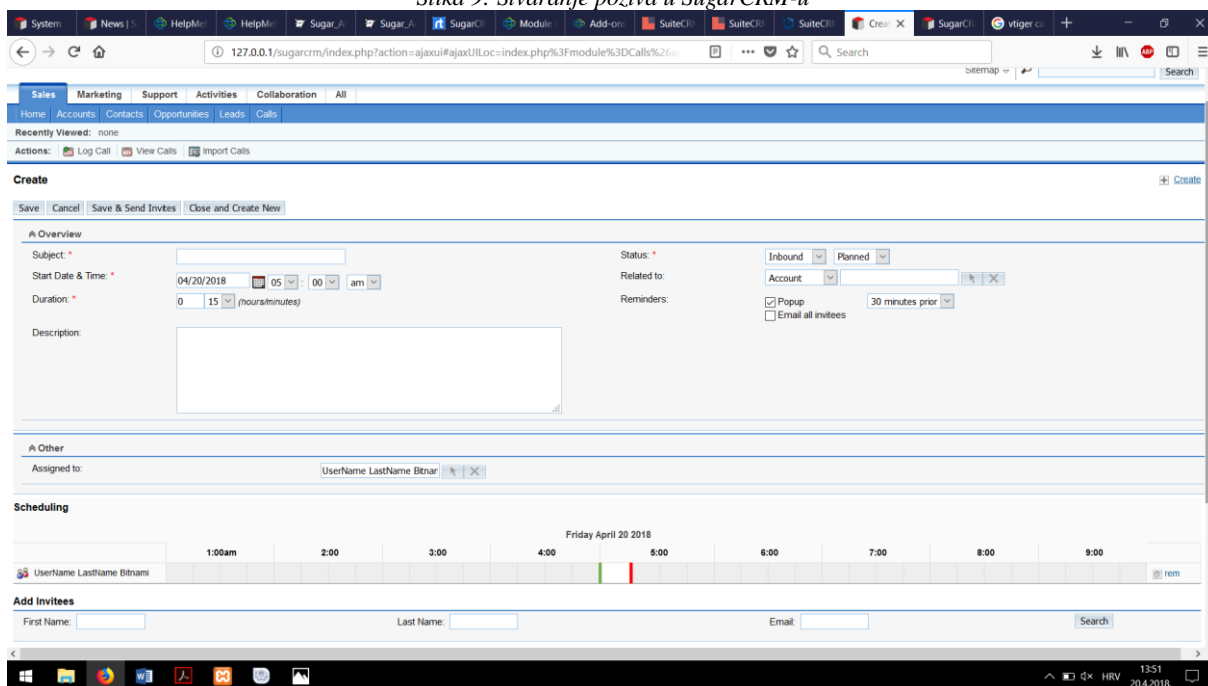 Slika 9: Stvaranje poziva u SugarCRM-u
System News | S HelpMe HelpMe Sugar_A Sugar_A SugarC Module Add-on SuiteCR SuiteCR SuiteCR Creat SugarC vtiger ca
127.0.0.1/sugarcrm/index.php?action=ajaxui#ajaxUILoc=index.php%3Fmodule%3DCalls%26a Search
Sitemap Search
Sales Marketing Support Activities Collaboration All
Home Accounts Contacts Opportunities Leads Calls
Recently Viewed: none
Actions: Log Call View Calls Import Calls
Create Create
Save Cancel Save & Send Invites Close and Create New
Overview
Subject: * Status: * Inbound Planned
Start Date & Time: * 04/20/2018 05 : 00 am Related to: Account
Duration: * 0 15 (hours/minutes) Reminders: Popup 30 minutes prior
Email all invitees
Description:
Other
Assigned to: UserName LastName Bitnar
Scheduling
Friday April 20 2018
1:00am 2:00 3:00 4:00 5:00 6:00 7:00 8:00 9:00
UserName LastName Bitnami rem
Add Invitees
First Name: Last Name: Email: Search
HRV 13:51
20.4.2018.